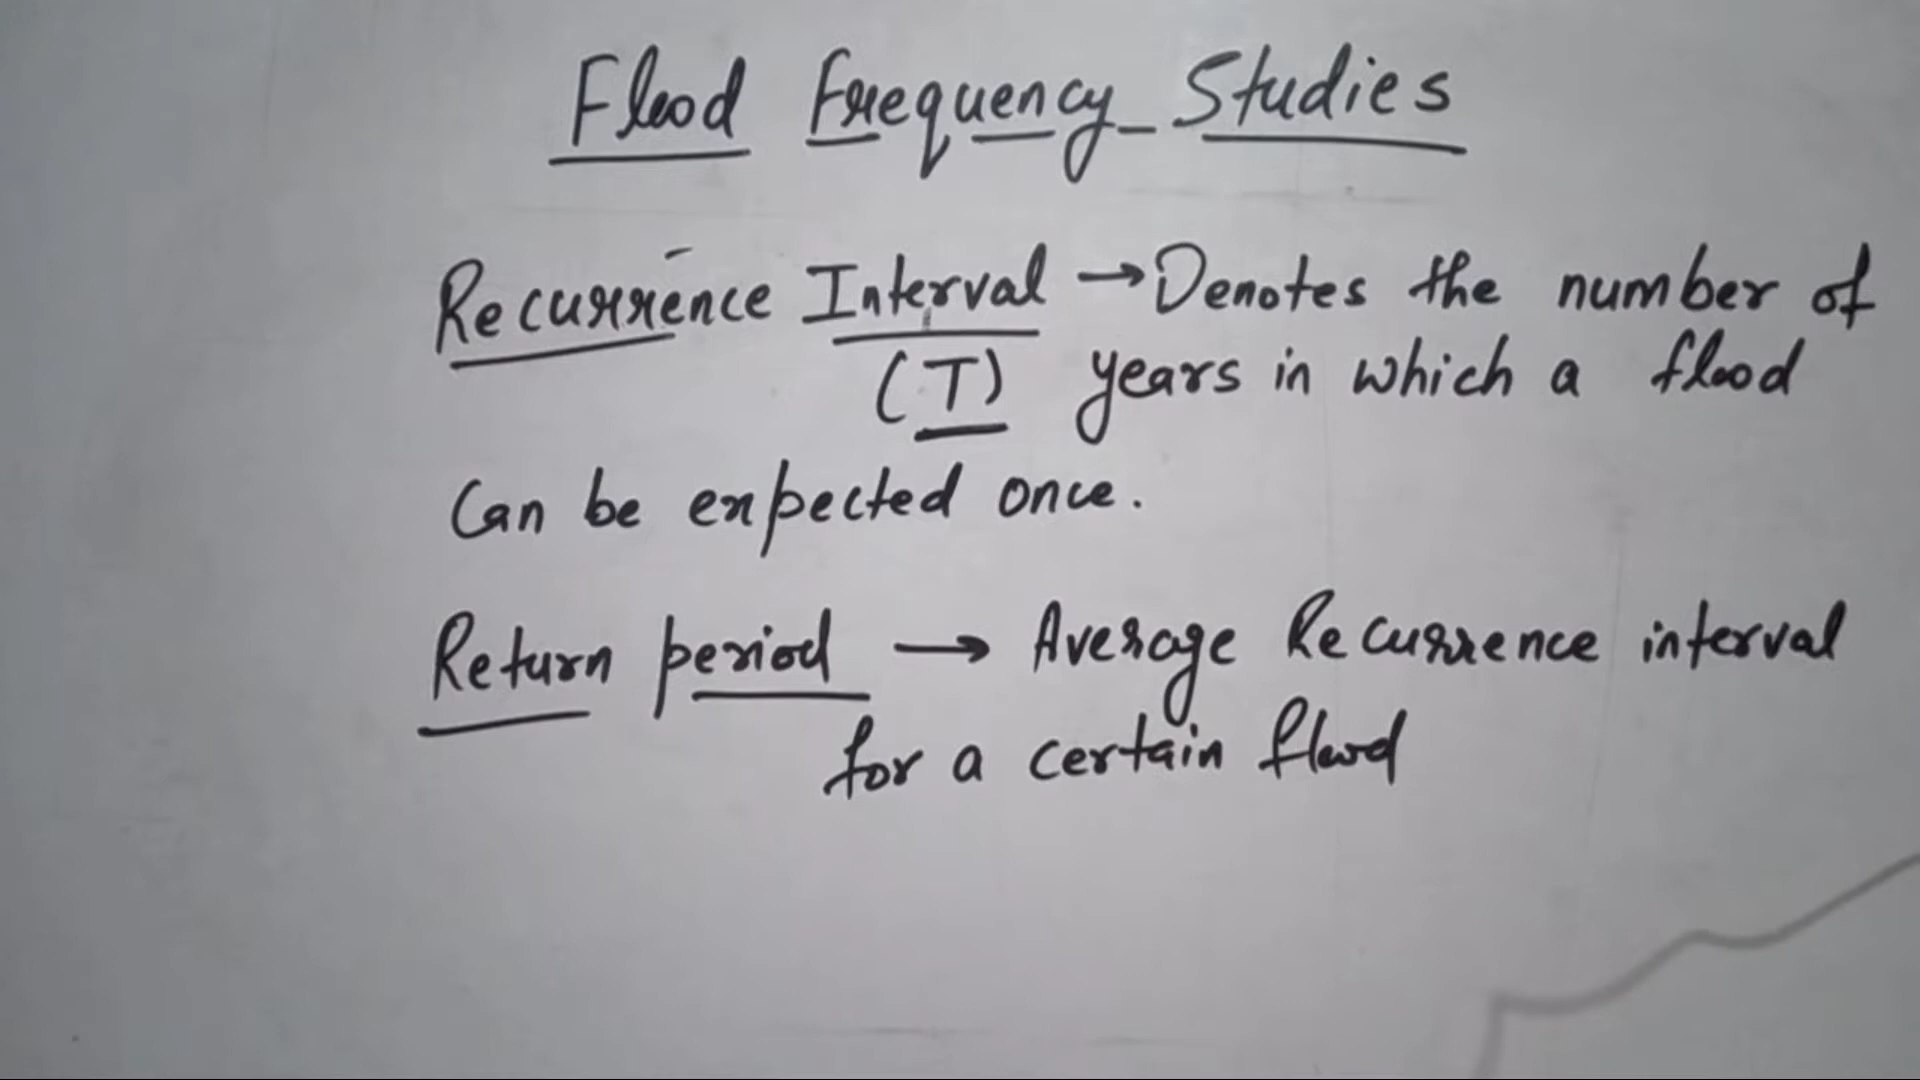 Flood Frequency Studies
Recurrence Interval → Denotes the number of
(T) years in which a flood
Can be expected once.
Return period → Average Recurrence interval
for a certain flood